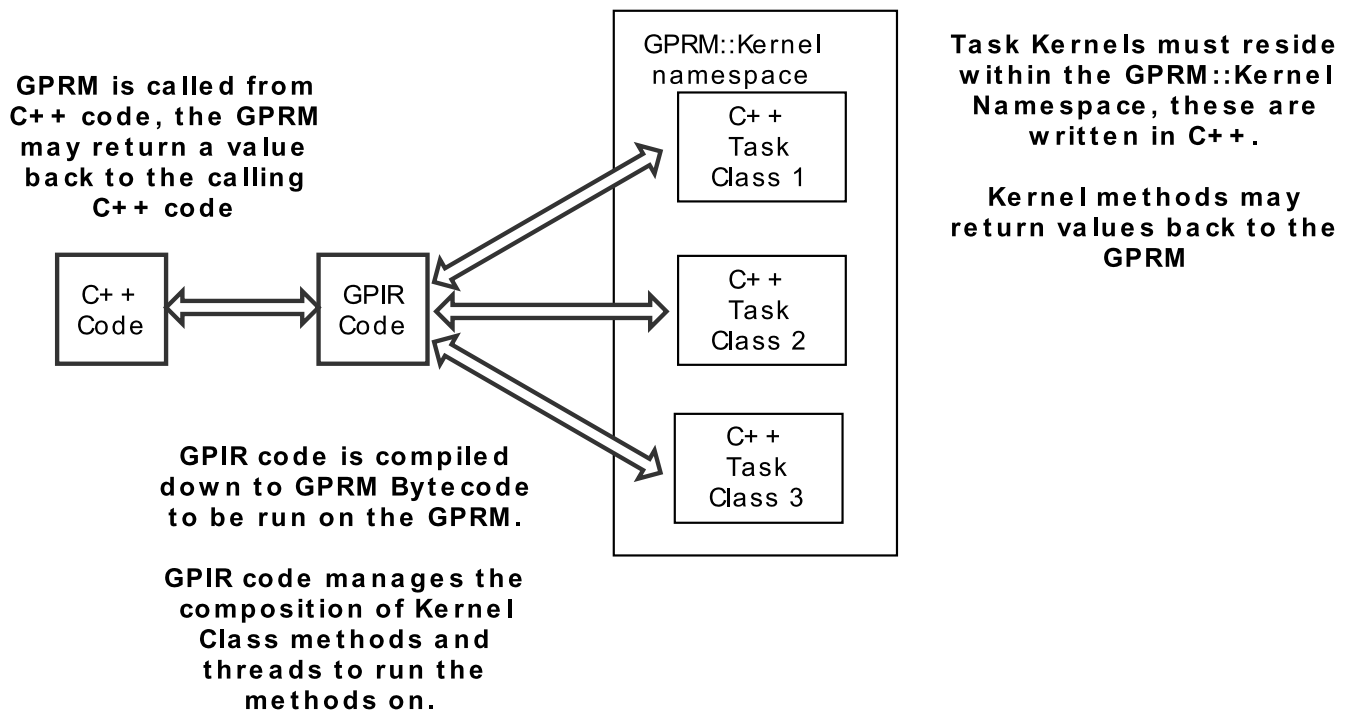 GPRM is called from
C++ code, the GPRM
may return a value
back to the calling
C++ code
C++
Code
GPIR
Code
GPIR code is compiled
down to GPRM Bytecode
to be run on the GPRM.
GPIR code manages the
composition of Kernel
Class methods and
threads to run the
methods on.
GPRM::Kernel
namespace
C++
Task
Class 1
C++
Task
Class 2
C++
Task
Class 3
Task Kernels must reside
within the GPRM::Kernel
Namespace, these are
written in C++.
Kernel methods may
return values back to the
GPRM